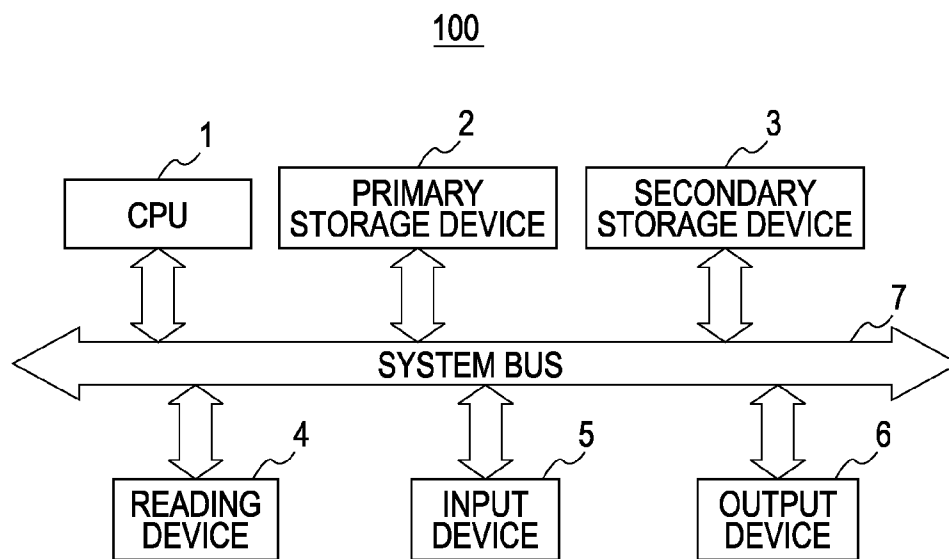 100
1
CPU
2
PRIMARY
STORAGE DEVICE
3
SECONDARY
STORAGE DEVICE
7
SYSTEM BUS
4
READING
DEVICE
5
INPUT
DEVICE
6
OUTPUT
DEVICE